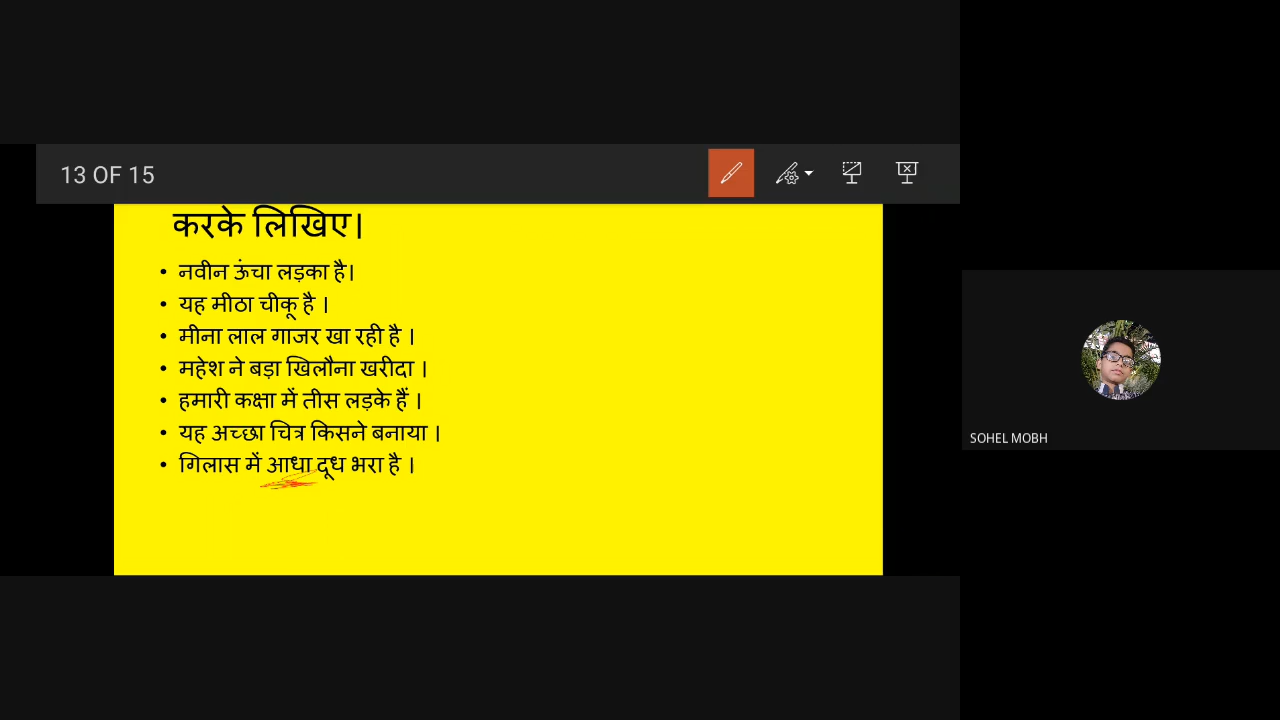 13 OF 15
करके लिखिए।
• नवीन ऊंचा लड़का है।
• यह मीठा चीकू है ।
• मीना लाल गाजर खा रही है ।
• महेश ने बड़ा खिलौना खरीदा ।
• हमारी कक्षा में तीस लड़के हैं ।
• यह अच्छा चित्र किसने बनाया ।
• गिलास में आधा दूध भरा है ।
SOHEL MOBH